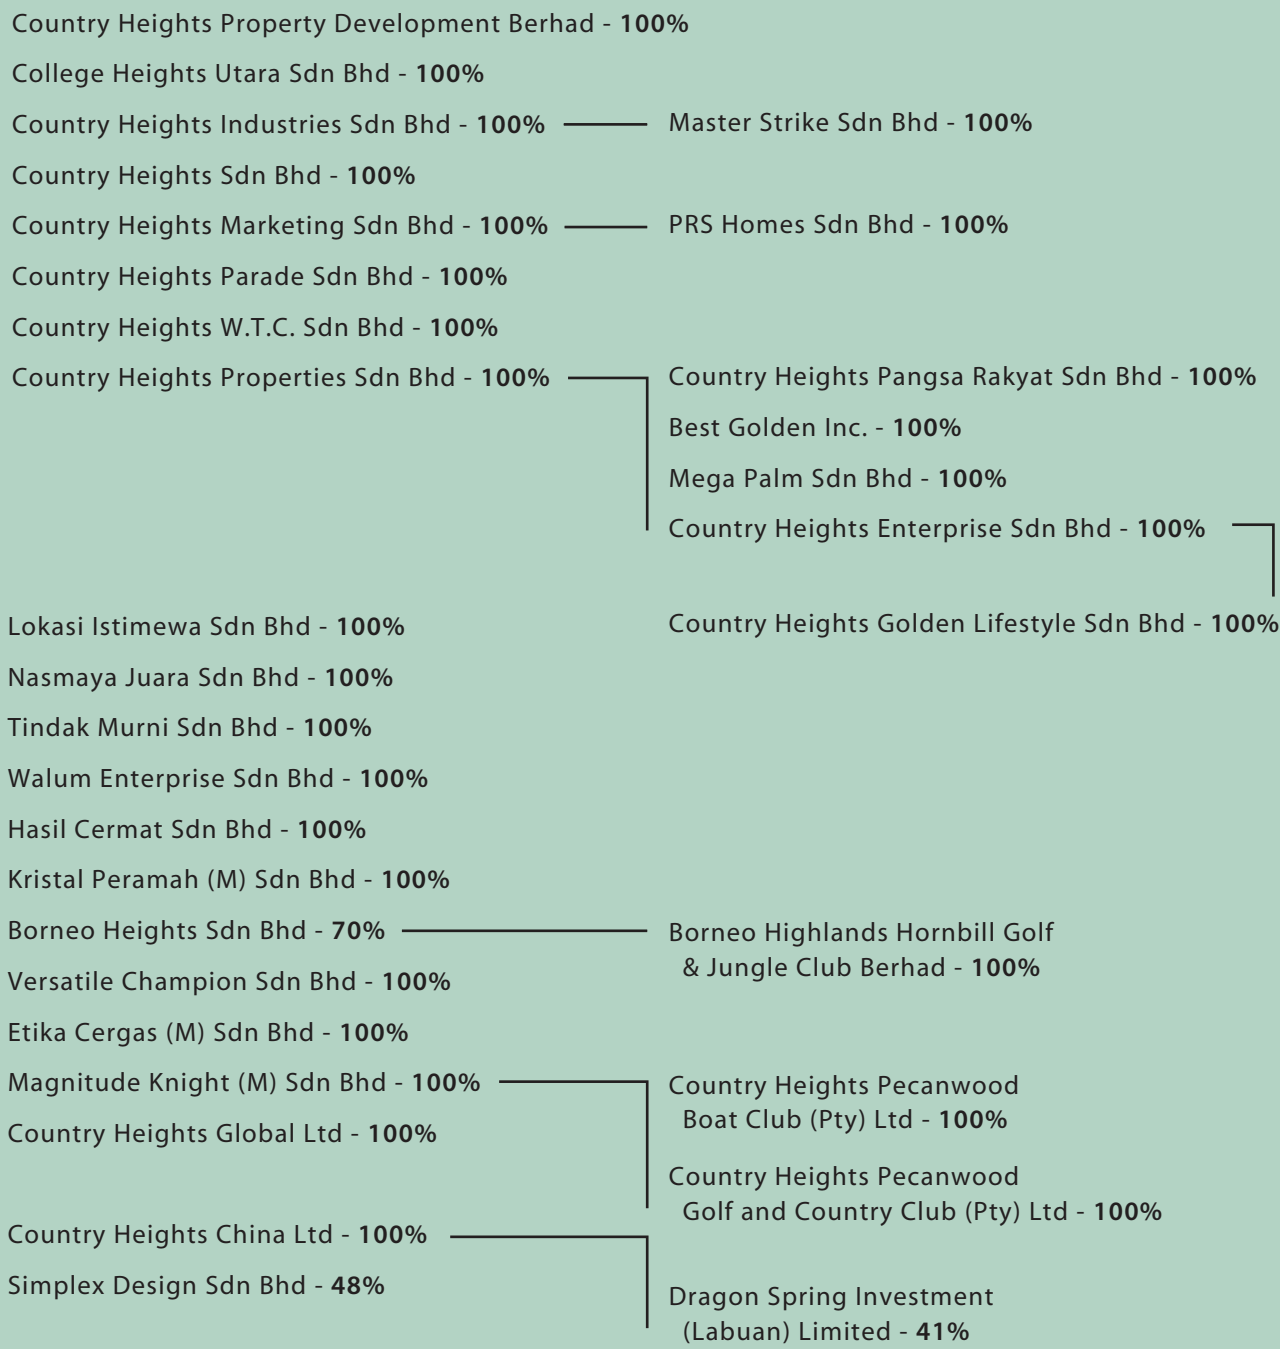 Country Heights Property Development Berhad - 100%
College Heights Utara Sdn Bhd - 100%
Country Heights Industries Sdn Bhd - 100%
Master Strike Sdn Bhd - 100%
Country Heights Sdn Bhd - 100%
Country Heights Marketing Sdn Bhd - 100%
PRS Homes Sdn Bhd - 100%
Country Heights Parade Sdn Bhd - 100%
Country Heights W.T.C. Sdn Bhd - 100%
Country Heights Properties Sdn Bhd - 100%
Country Heights Pangsa Rakyat Sdn Bhd - 100%
Best Golden Inc. - 100%
Mega Palm Sdn Bhd - 100%
Country Heights Enterprise Sdn Bhd - 100%
Country Heights Golden Lifestyle Sdn Bhd - 100%
Lokasi Istimewa Sdn Bhd - 100%
Nasmaya Juara Sdn Bhd - 100%
Tindak Murni Sdn Bhd - 100%
Walum Enterprise Sdn Bhd - 100%
Hasil Cermat Sdn Bhd - 100%
Kristal Peramah (M) Sdn Bhd - 100%
Borneo Heights Sdn Bhd - 70%
Borneo Highlands Hornbill Golf
& Jungle Club Berhad - 100%
Versatile Champion Sdn Bhd - 100%
Etika Cergas (M) Sdn Bhd - 100%
Magnitude Knight (M) Sdn Bhd - 100%
Country Heights Pecanwood
Boat Club (Pty) Ltd - 100%
Country Heights Pecanwood
Golf and Country Club (Pty) Ltd - 100%
Country Heights Global Ltd - 100%
Country Heights China Ltd - 100%
Dragon Spring Investment
(Labuan) Limited - 41%
Simplex Design Sdn Bhd - 48%